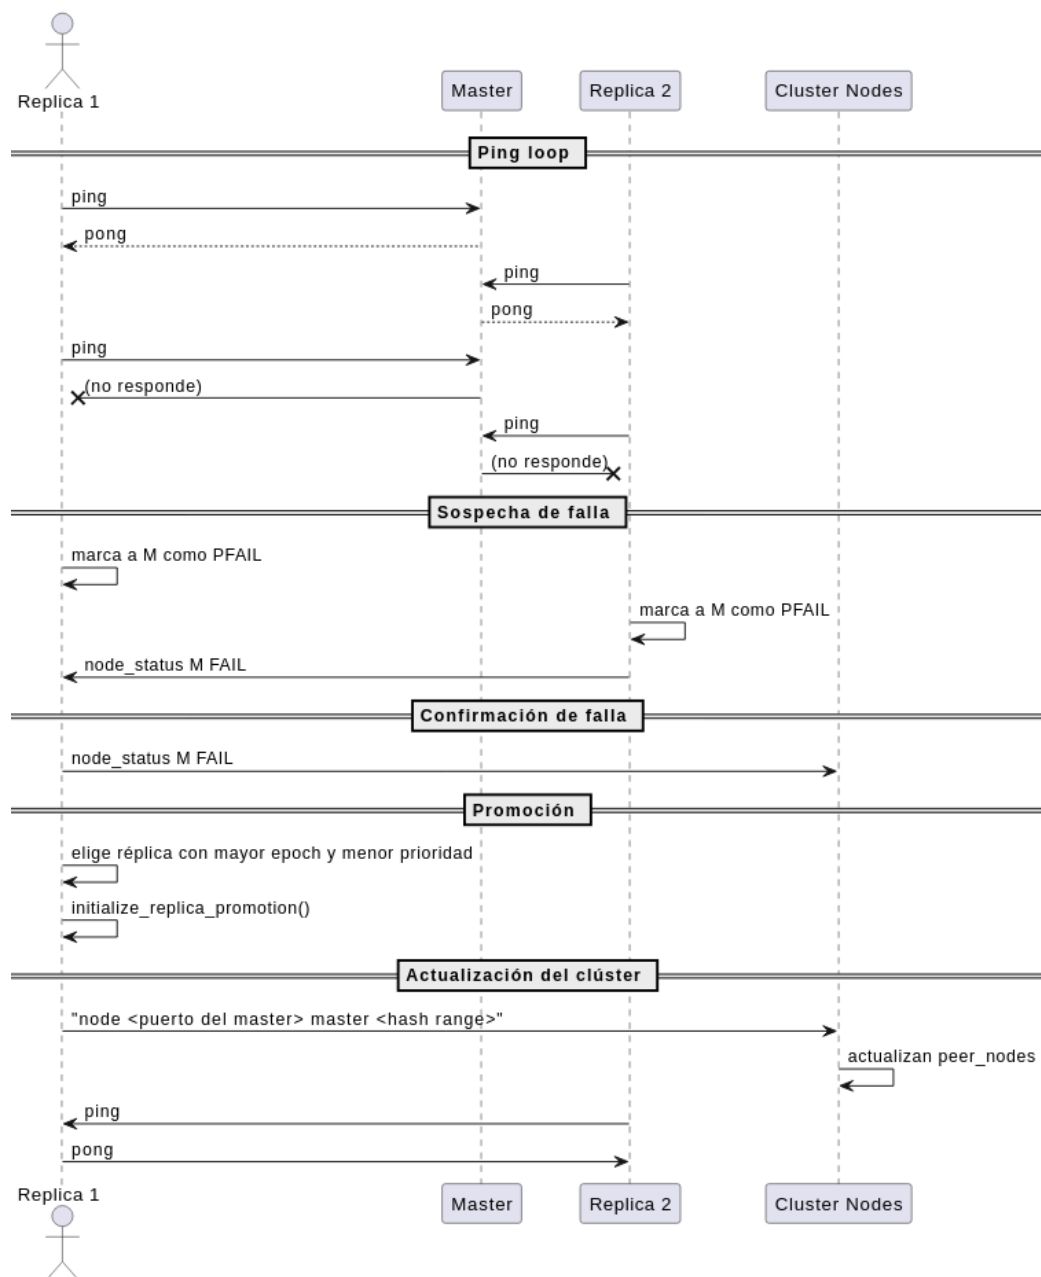 Replica 1
Master
Replica 2
Cluster Nodes
Ping loop
ping
pong
ping
pong
ping
(no responde)
ping
(no responde)
Sospecha de falla
marca a M como PFAIL
marca a M como PFAIL
node_status M FAIL
Confirmación de falla
node_status M FAIL
Promoción
elige réplica con mayor epoch y menor prioridad
initialize_replica_promotion()
Actualización del clúster
"node <puerto del master> master <hash range>"
actualizan peer_nodes
ping
pong
Replica 1
Master
Replica 2
Cluster Nodes